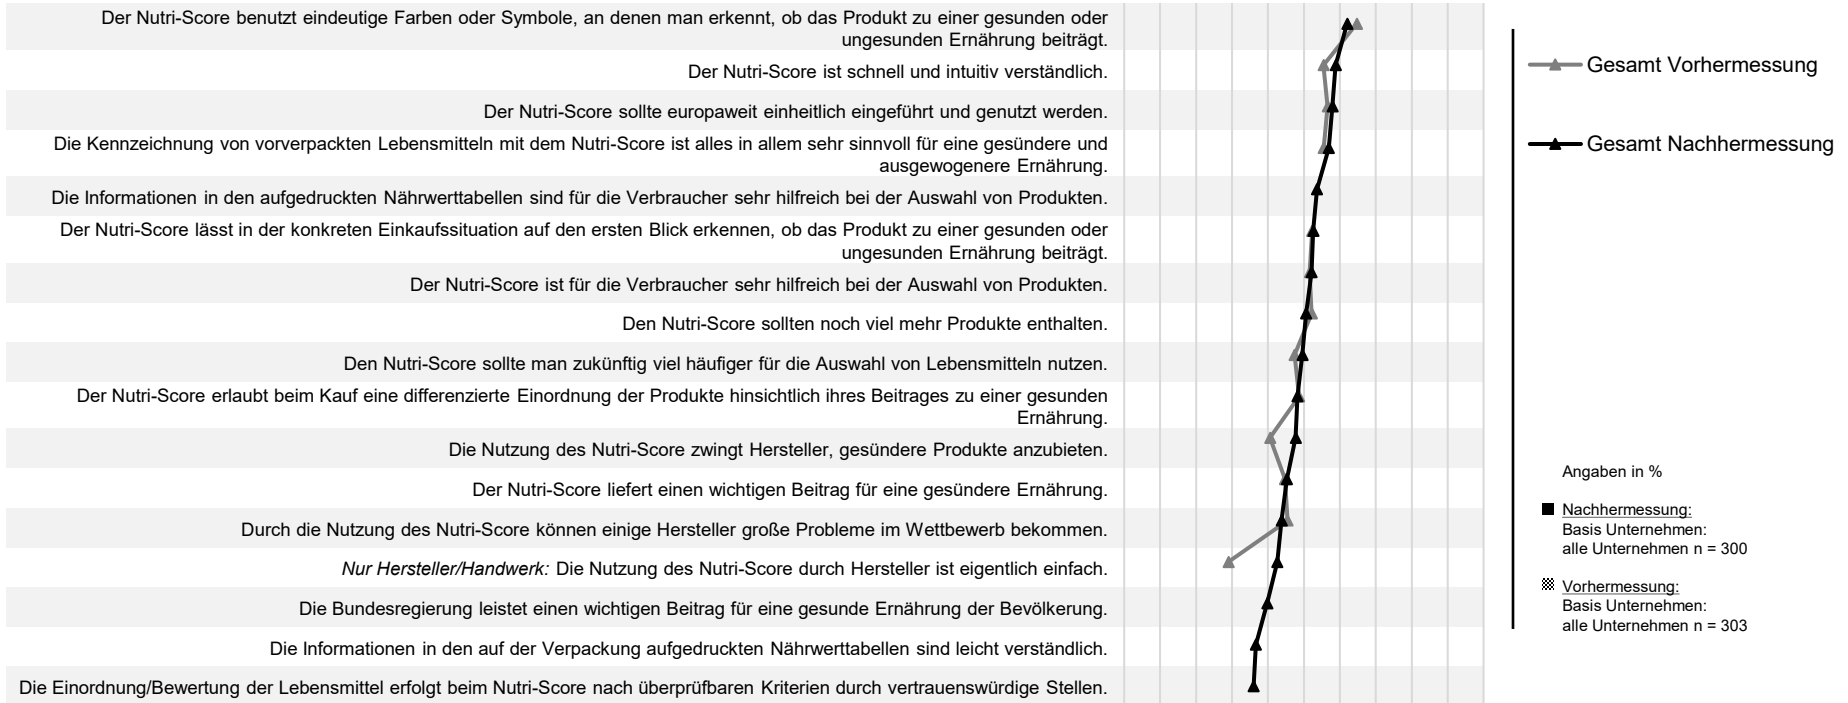 Der Nutri-Score benutzt eindeutige Farben oder Symbole, an denen man erkennt, ob das Produkt zu einer gesunden oder
ungesunden Ernährung beiträgt.
Der Nutri-Score ist schnell und intuitiv verständlich.
Der Nutri-Score sollte europaweit einheitlich eingeführt und genutzt werden.
Die Kennzeichnung von vorverpackten Lebensmitteln mit dem Nutri-Score ist alles in allem sehr sinnvoll für eine gesündere und
ausgewogenere Ernährung.
Die Informationen in den aufgedruckten Nährwerttabellen sind für die Verbraucher sehr hilfreich bei der Auswahl von Produkten.
Der Nutri-Score lässt in der konkreten Einkaufssituation auf den ersten Blick erkennen, ob das Produkt zu einer gesunden oder
ungesunden Ernährung beiträgt.
Der Nutri-Score ist für die Verbraucher sehr hilfreich bei der Auswahl von Produkten.
Den Nutri-Score sollten noch viel mehr Produkte enthalten.
Den Nutri-Score sollte man zukünftig viel häufiger für die Auswahl von Lebensmitteln nutzen.
Der Nutri-Score erlaubt beim Kauf eine differenzierte Einordnung der Produkte hinsichtlich ihres Beitrages zu einer gesunden
Ernährung.
Die Nutzung des Nutri-Score zwingt Hersteller, gesündere Produkte anzubieten.
Der Nutri-Score liefert einen wichtigen Beitrag für eine gesündere Ernährung.
Durch die Nutzung des Nutri-Score können einige Hersteller große Probleme im Wettbewerb bekommen.
Nur Hersteller/Handwerk: Die Nutzung des Nutri-Score durch Hersteller ist eigentlich einfach.
Die Bundesregierung leistet einen wichtigen Beitrag für eine gesunde Ernährung der Bevölkerung.
Die Informationen in den auf der Verpackung aufgedruckten Nährwerttabellen sind leicht verständlich.
Die Einordnung/Bewertung der Lebensmittel erfolgt beim Nutri-Score nach überprüfbaren Kriterien durch vertrauenswürdige Stellen.
Gesamt Vorhermessung
Gesamt Nachhermessung
Angaben in %
Nachhermessung:
Basis Unternehmen:
alle Unternehmen n = 300
Vorhermessung:
Basis Unternehmen:
alle Unternehmen n = 303